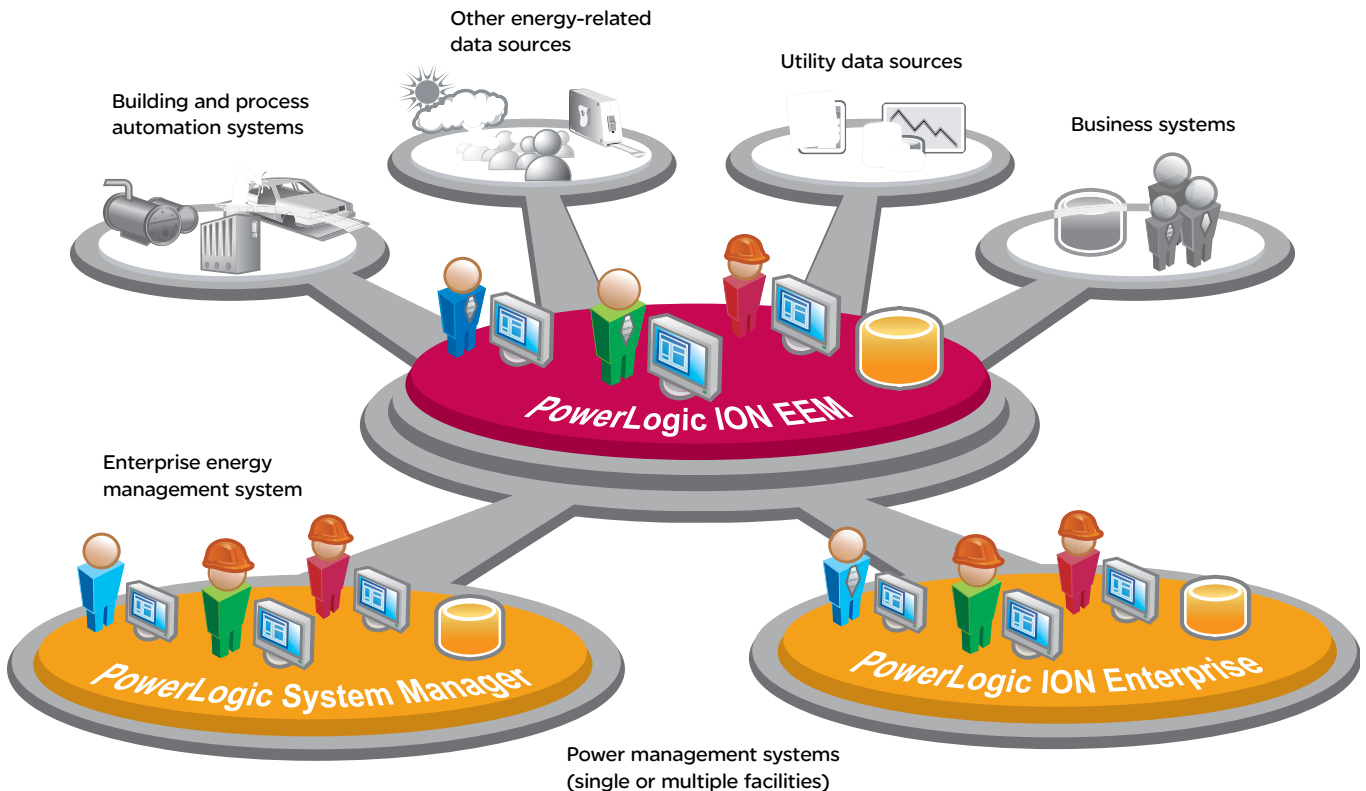 Other energy-related
data sources
Utility data sources
Building and process
automation systems
Business systems
PowerLogic ION EEM
Enterprise energy
management system
PowerLogic System Manager
PowerLogic ION Enterprise
Power management systems
(single or multiple facilities)